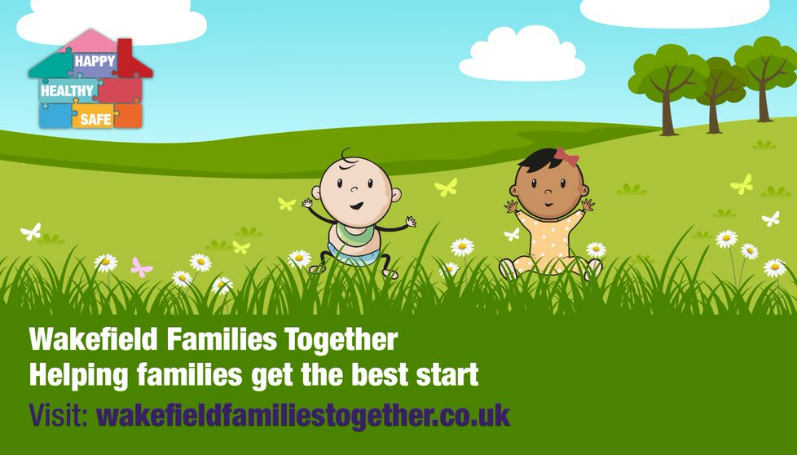 HAPPY
HEALTHY
SAFE
Wakefield Families Together
Helping families get the best start
Visit: wakefieldfamiliestogether.co.uk